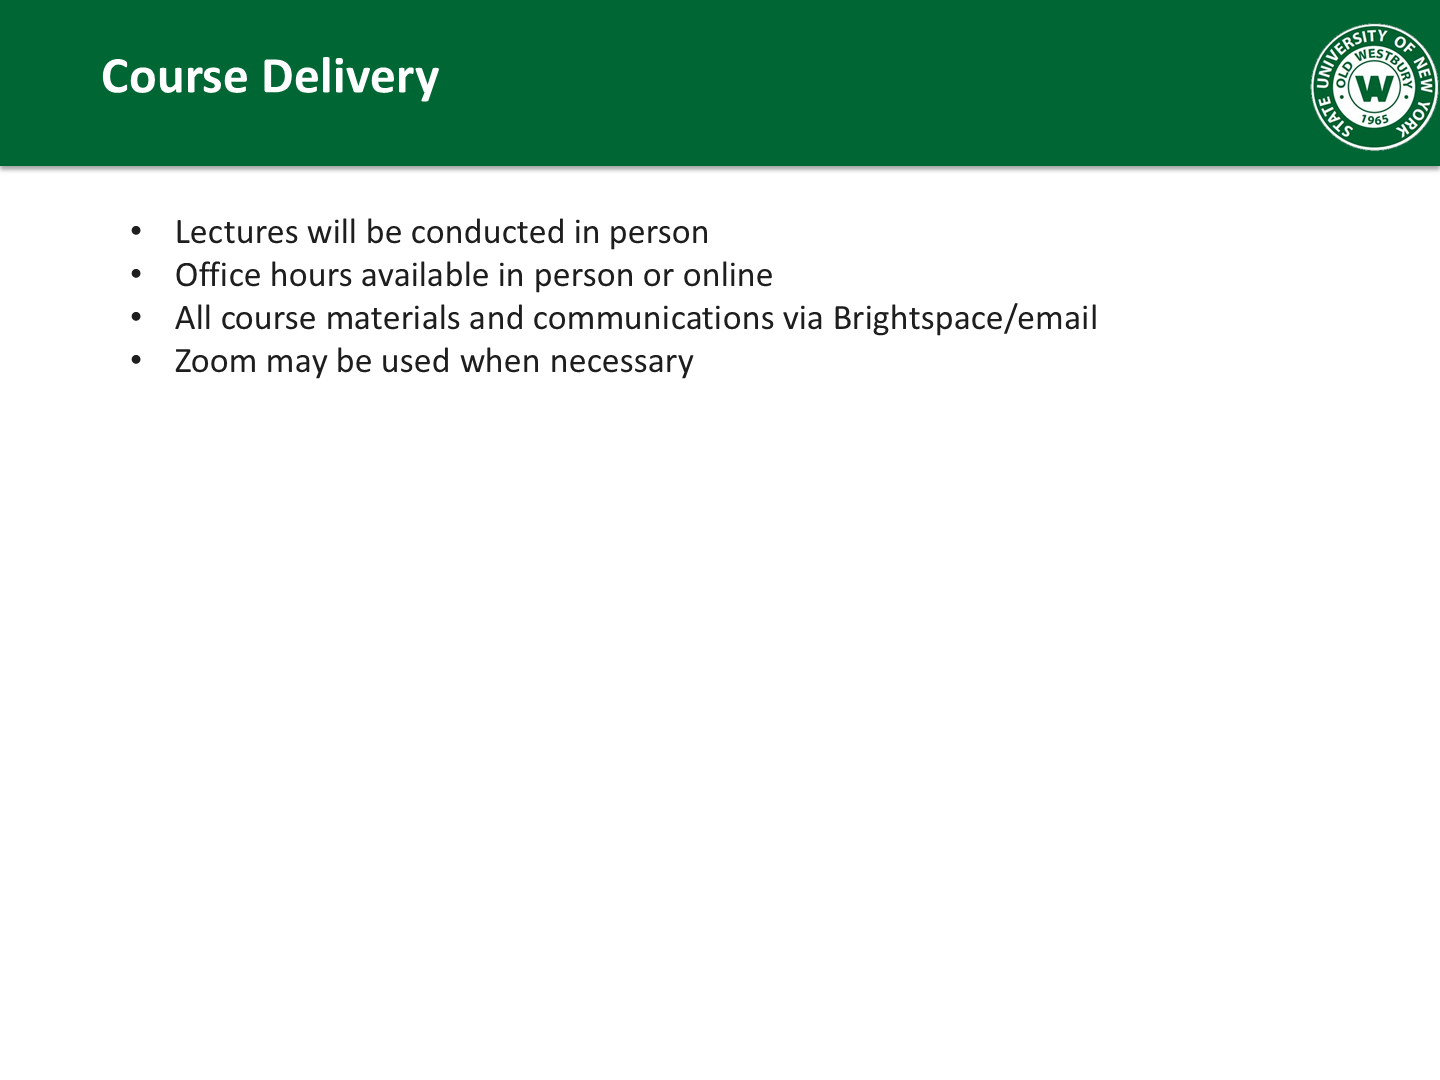 Course Delivery
STATE UNIVERSITY OF NEW YORK
OLD WESTBURY
W
1965
• Lectures will be conducted in person
• Office hours available in person or online
• All course materials and communications via Brightspace/email
• Zoom may be used when necessary